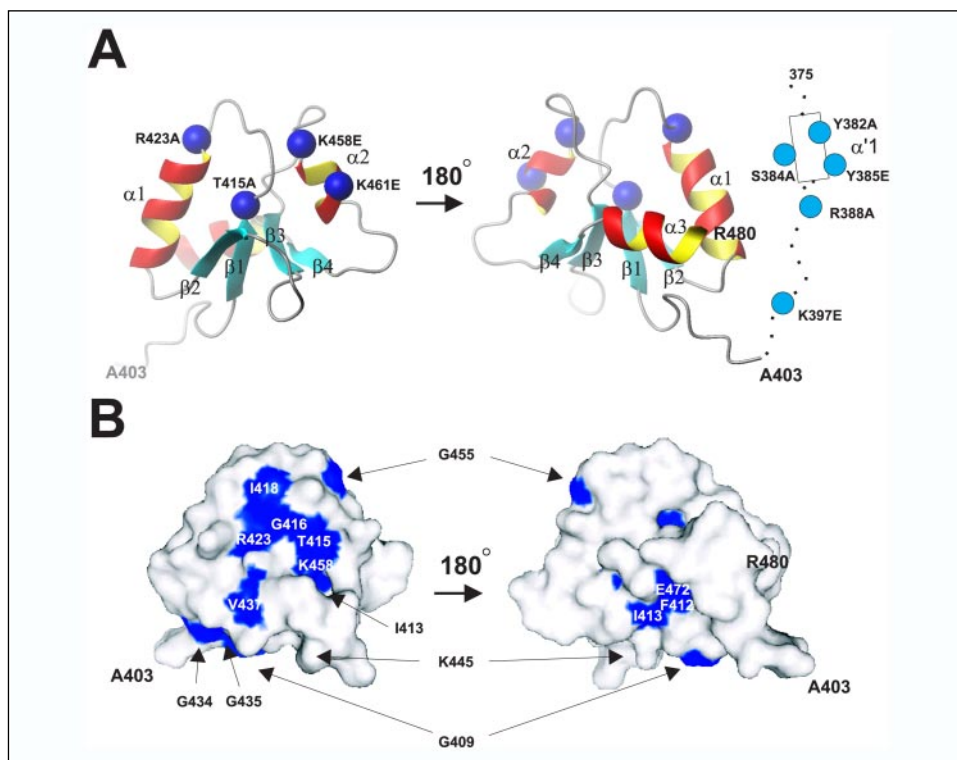 A
375
R423A
K458E
α2
Y382A
α'1
α2
α1
T415A
K461E
180°
α1
S384A
Y385E
β3
α3
R480
R388A
β1
β4
β4
β3
β1
β2
β2
K397E
A403
A403
B
G455
I418
G416
R423
T415
180°
R480
K458
E472
V437
F412
I413
I413
A403
K445
A403
G434
G435
G409